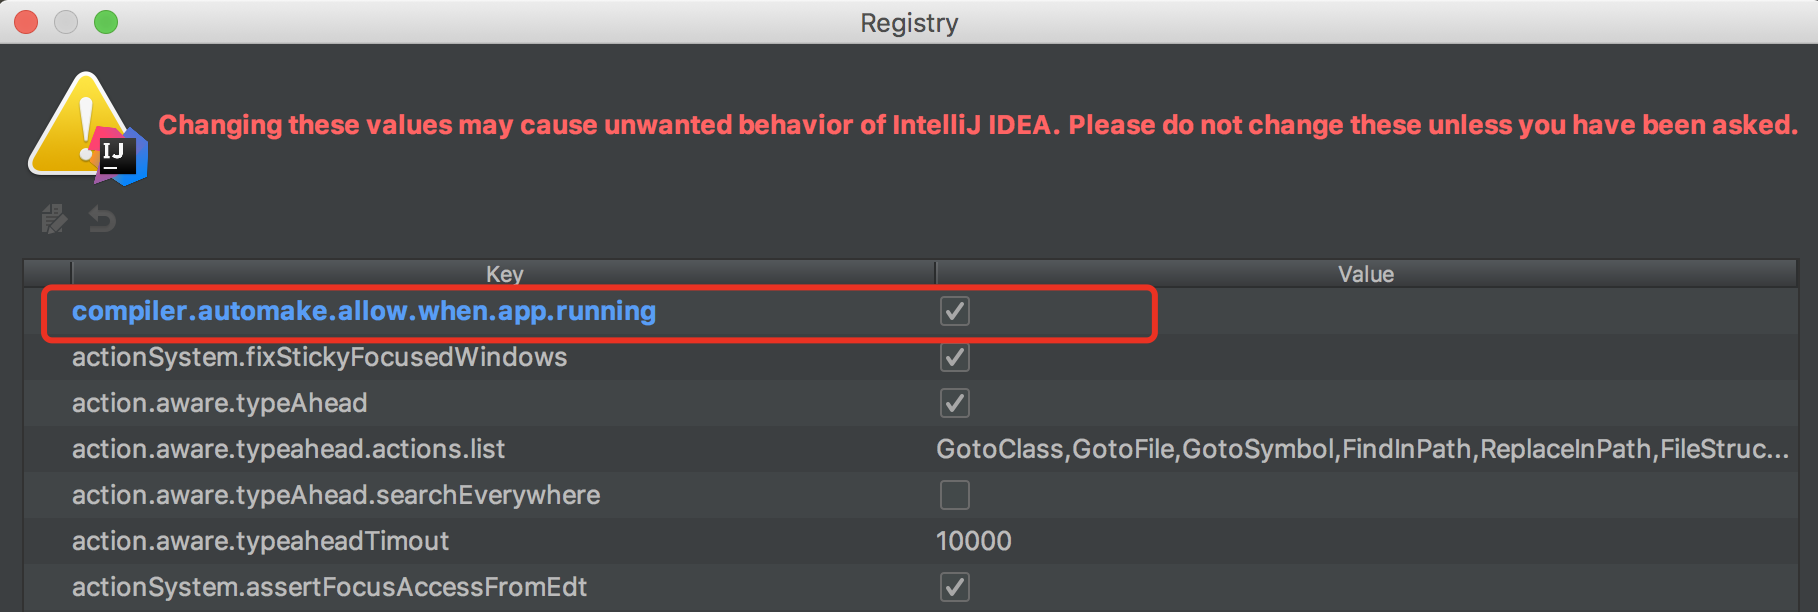 Registry
Changing these values may cause unwanted behavior of IntelliJ IDEA. Please do not change these unless you have been asked.
IJ
Key Value
compiler.automake.allow.when.app.running
actionSystem.fixStickyFocusedWindows
action.aware.typeAhead
action.aware.typeahead.actions.list GotoClass,GotoFile,GotoSymbol,FindInPath,ReplaceInPath,FileStruc...
action.aware.typeAhead.searchEverywhere
action.aware.typeaheadTimout 10000
actionSystem.assertFocusAccessFromEdt